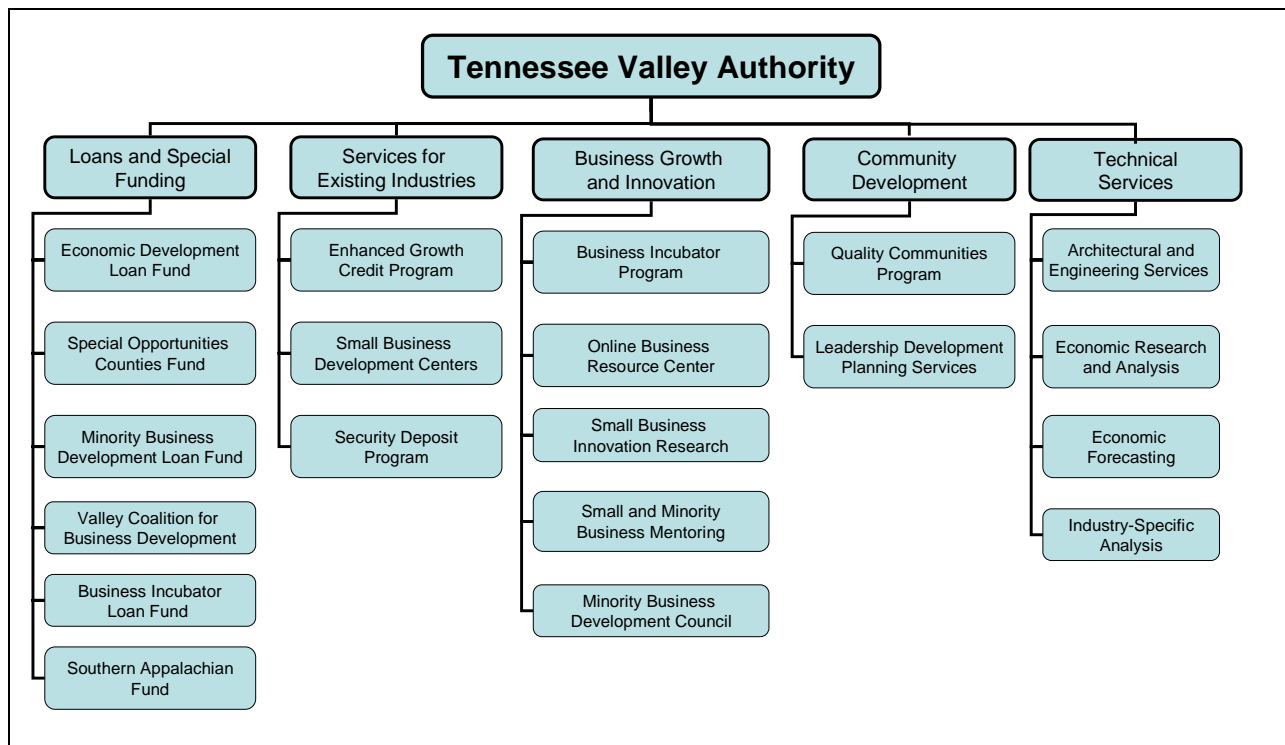 Tennessee Valley Authority
Loans and Special
Funding
Services for
Existing Industries
Business Growth
and Innovation
Community
Development
Technical
Services
Economic Development
Loan Fund
Special Opportunities
Counties Fund
Minority Business
Development Loan Fund
Valley Coalition for
Business Development
Business Incubator
Loan Fund
Southern Appalachian
Fund
Enhanced Growth
Credit Program
Small Business
Development Centers
Security Deposit
Program
Business Incubator
Program
Online Business
Resource Center
Small Business
Innovation Research
Small and Minority
Business Mentoring
Minority Business
Development Council
Quality Communities
Program
Leadership Development
Planning Services
Architectural and
Engineering Services
Economic Research
and Analysis
Economic
Forecasting
Industry-Specific
Analysis